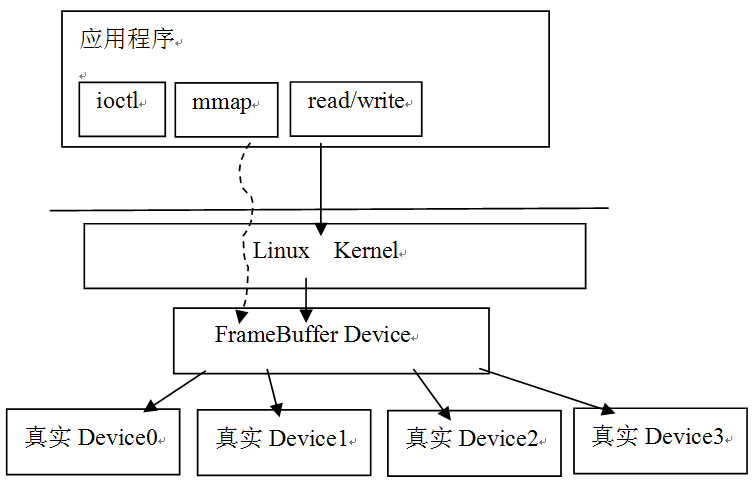 应用程序
ioctl
mmap
read/write
Linux Kernel
FrameBuffer Device
真实 Device0
真实 Device1
真实 Device2
真实 Device3